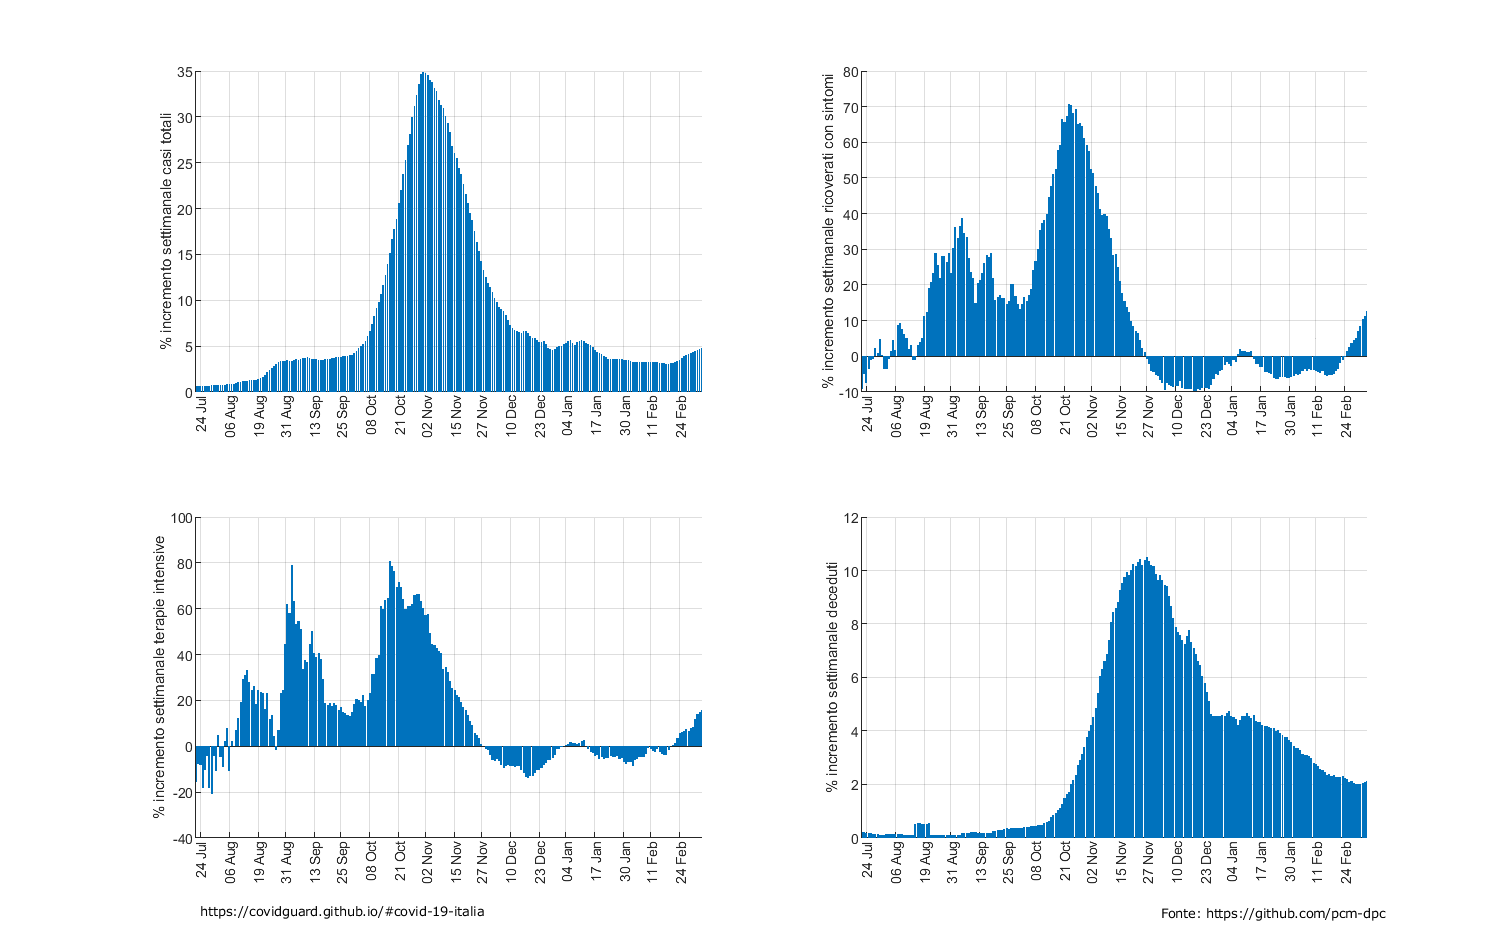 % incremento settimanale casi totali
35
30
25
20
15
10
5
0
24 Jul
06 Aug
19 Aug
31 Aug
13 Sep
25 Sep
08 Oct
21 Oct
02 Nov
15 Nov
27 Nov
10 Dec
23 Dec
04 Jan
17 Jan
30 Jan
11 Feb
24 Feb
% incremento settimanale ricoverati con sintomi
80
70
60
50
40
30
20
10
0
-10
24 Jul
06 Aug
19 Aug
31 Aug
13 Sep
25 Sep
08 Oct
21 Oct
02 Nov
15 Nov
27 Nov
10 Dec
23 Dec
04 Jan
17 Jan
30 Jan
11 Feb
24 Feb
% incremento settimanale terapie intensive
100
80
60
40
20
0
-20
-40
24 Jul
06 Aug
19 Aug
31 Aug
13 Sep
25 Sep
08 Oct
21 Oct
02 Nov
15 Nov
27 Nov
10 Dec
23 Dec
04 Jan
17 Jan
30 Jan
11 Feb
24 Feb
% incremento settimanale deceduti
12
10
8
6
4
2
0
24 Jul
06 Aug
19 Aug
31 Aug
13 Sep
25 Sep
08 Oct
21 Oct
02 Nov
15 Nov
27 Nov
10 Dec
23 Dec
04 Jan
17 Jan
30 Jan
11 Feb
24 Feb
https://covidguard.github.io/#covid-19-italia
Fonte: https://github.com/pcm-dpc